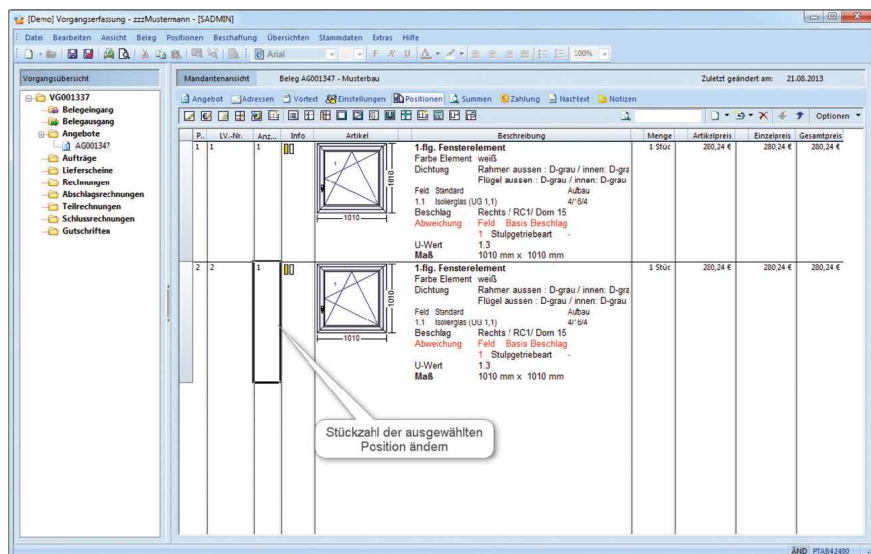 [Demo] Vorgangserfassung - zzzMustermann - [SADMIN]
Datei Bearbeiten Ansicht Beleg Positionen Beschaffung Übersichten Stammdaten Extras Hilfe
Arial F K U 100%
Vorgangsübersicht
VG001337
Belegeingang
Belegausgang
Angebote
AG001347
Aufträge
Lieferscheine
Rechnungen
Abschlagsrechnungen
Teilrechnungen
Schlussrechnungen
Gutschriften
Mandantenansicht Beleg AG001347 - Musterbau Zuletzt geändert am: 21.08.2013
Angebot Adressen Vortext Einstellungen Positionen Summen Zahlung Nachtext Notizen
Optionen
P.. LV.-Nr. Anz... Info Artikel Beschreibung Menge Artikelpreis Einzelpreis Gesamtpreis
1 1 1 1-flg. Fensterelement 1 Stüc 280,24 € 280,24 € 280,24 €
Farbe Element weiß
Dichtung Rahmer aussen : D-grau / innen: D-gra
Flügel aussen : D-grau / innen: D-grau
Feld Standard Aufbau
1.1 Isolierglas (UG 1,1) 4/16/4
Beschlag Rechts / RC1/ Dorn 15
Abweichung Feld Basis Beschlag
1 Stulpgetriebeart -
U-Wert 1.3
Maß 1010 mm x 1010 mm
1010
1010
2 2 1 1-flg. Fensterelement 1 Stüc 280,24 € 280,24 € 280,24 €
Farbe Element weiß
Dichtung Rahmer aussen : D-grau / innen: D-gra
Flügel aussen : D-grau / innen: D-grau
Feld Standard Aufbau
1.1 Isolierglas (UG 1,1) 4/16/4
Beschlag Rechts / RC1/ Dorn 15
Abweichung Feld Basis Beschlag
1 Stulpgetriebeart -
U-Wert 1.3
Maß 1010 mm x 1010 mm
1010
1010
Stückzahl der ausgewählten
Position ändern
ÄND PTAB42400